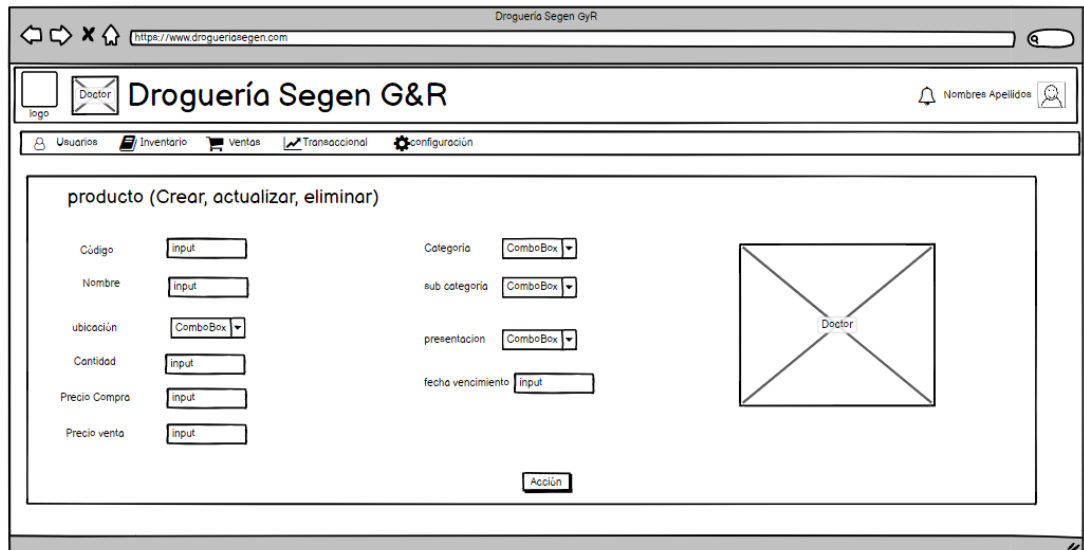 Droguería Segen GyR
https://www.drogueriasegen.com
logo
Doctor
Droguería Segen G&R
Nombres Apellidos
Usuarios Inventario Ventas Transaccional configuración
producto (Crear, actualizar, eliminar)
Código input
Nombre input
ubicación ComboBox
Cantidad input
Precio Compra input
Precio venta input
Categoría ComboBox
sub categoría ComboBox
presentacion ComboBox
fecha vencimiento input
Doctor
Acción